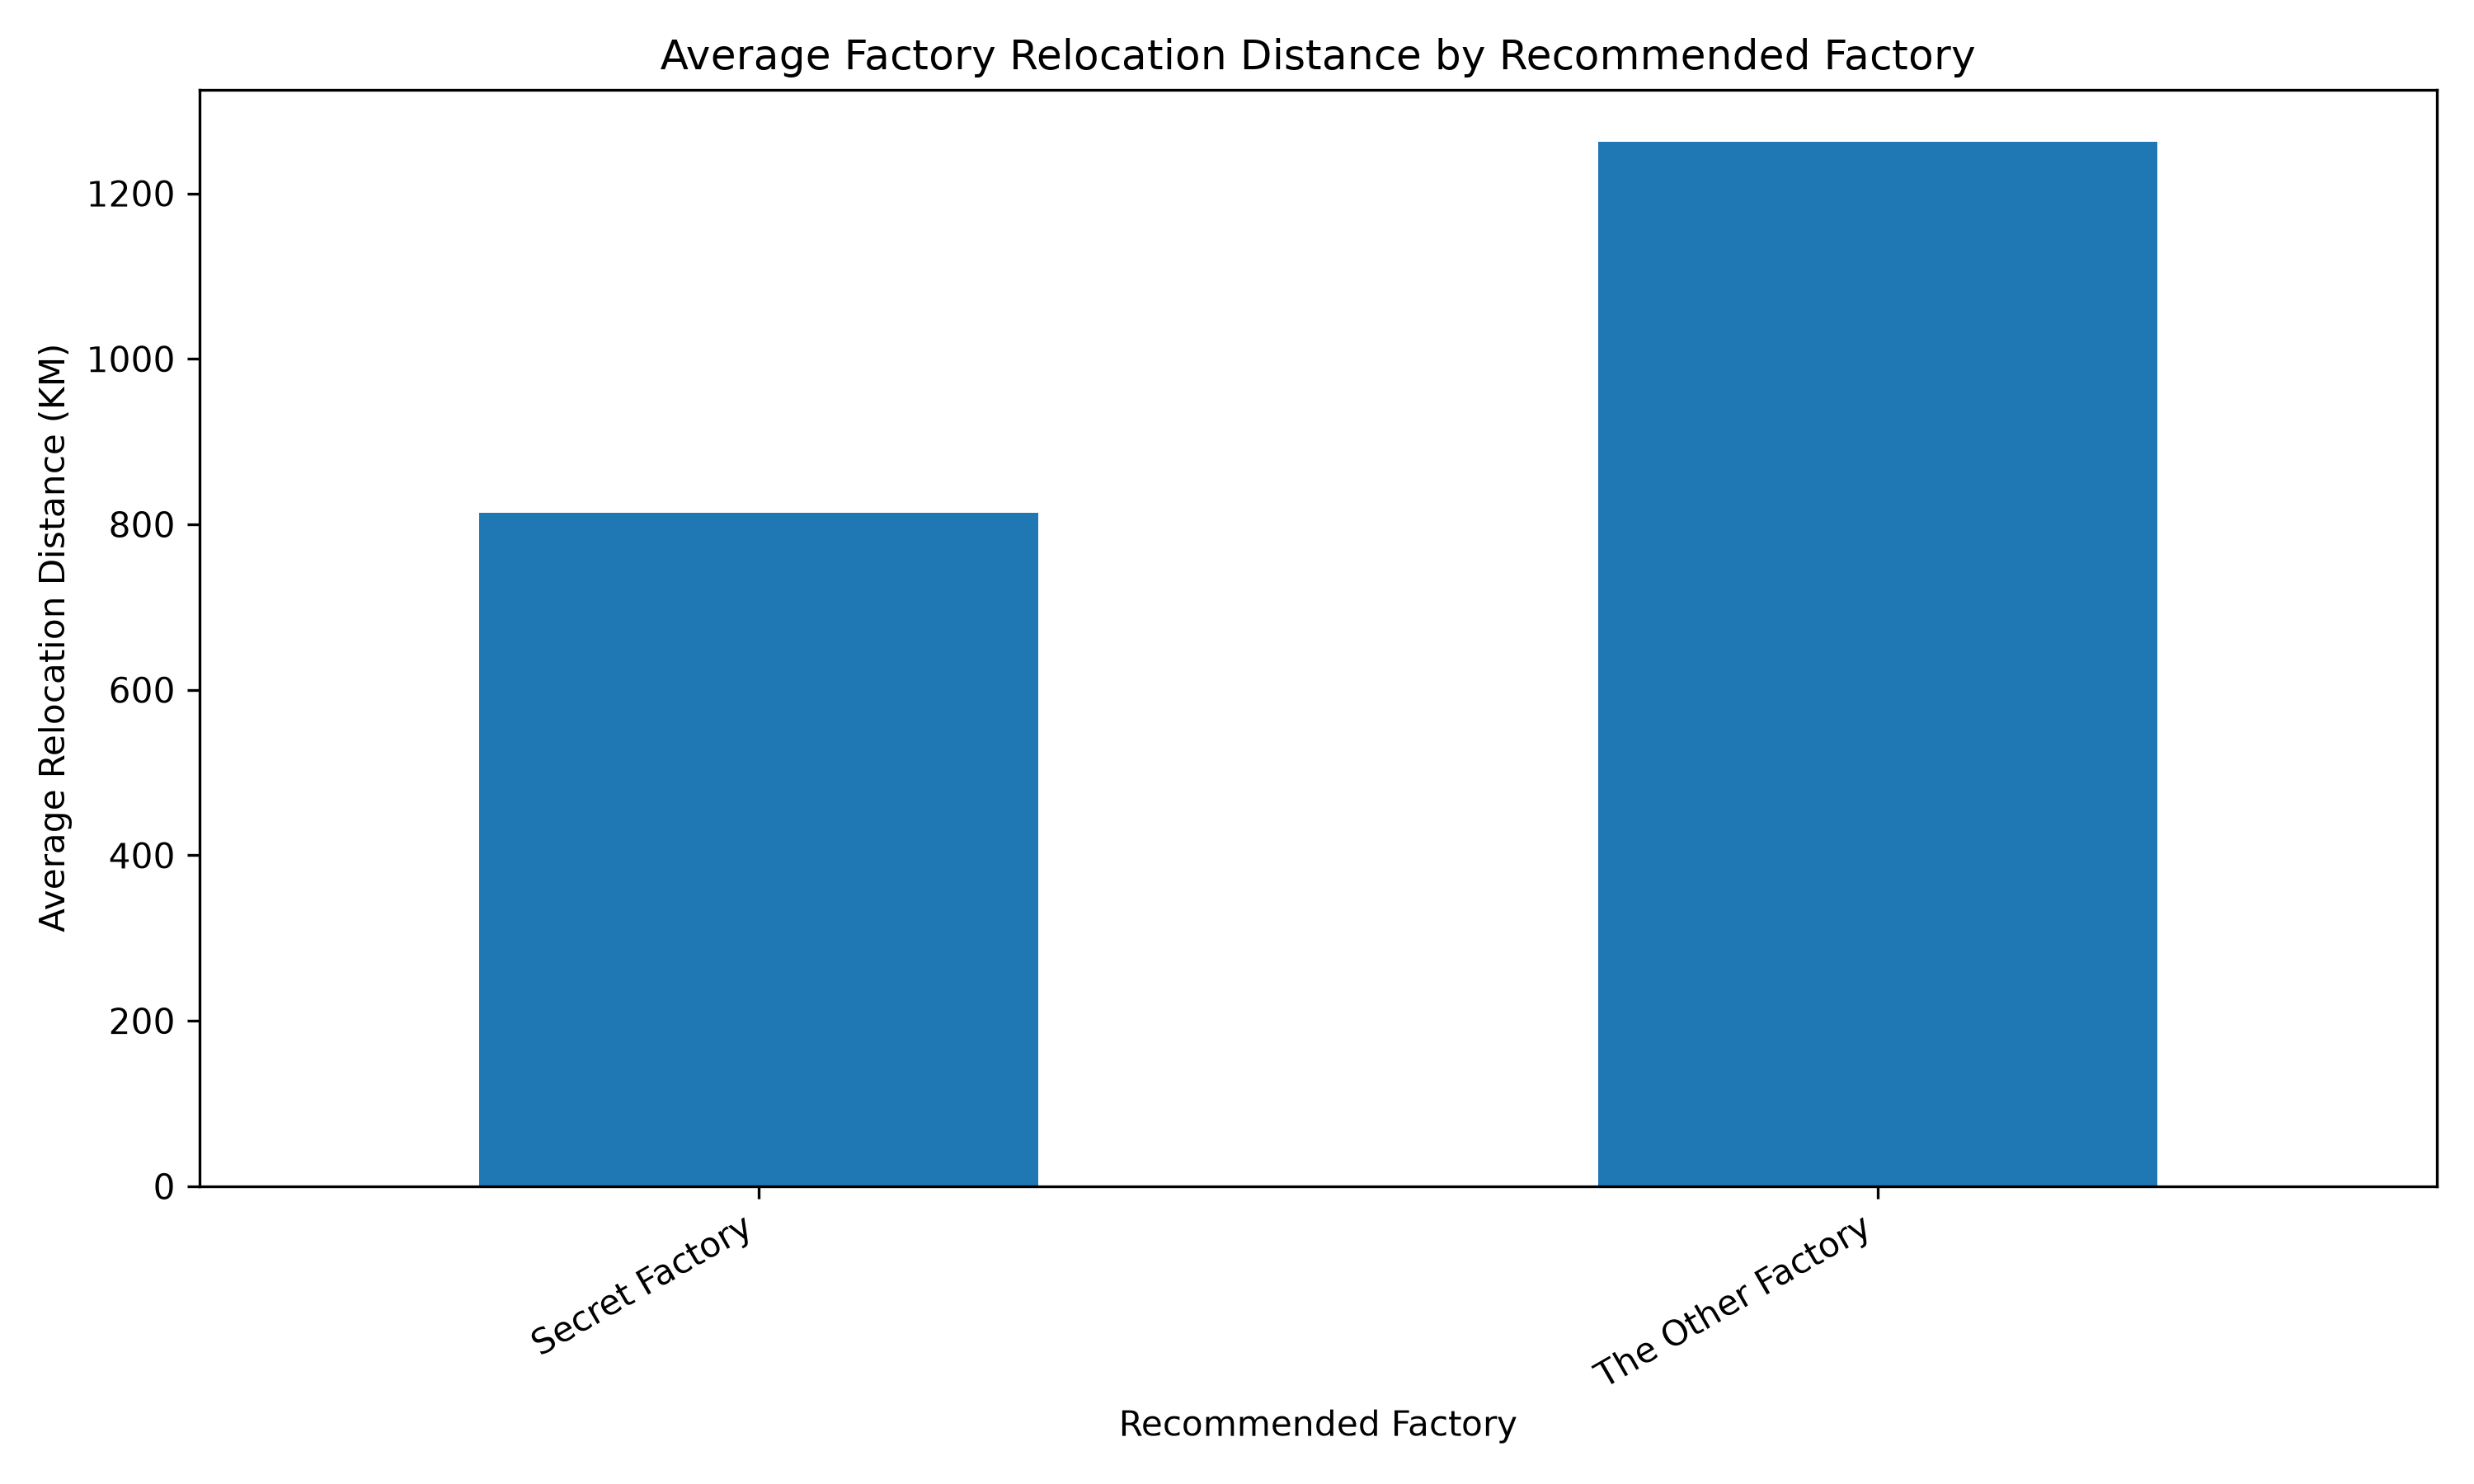 Average Factory Relocation Distance by Recommended Factory
Average Relocation Distance (KM)
1200
1000
800
600
400
200
0
Secret Factory
The Other Factory
Recommended Factory